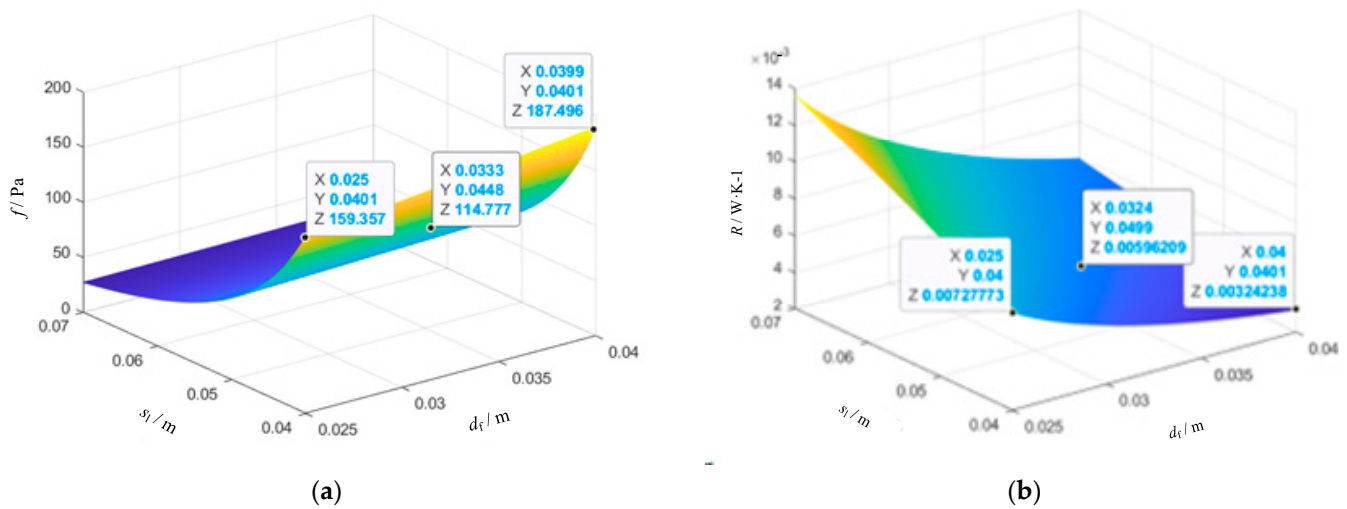 200
150
100
50
0
f / Pa
0.07
0.06
0.05
0.04
s₁ / m
0.025
0.03
0.035
0.04
d_f / m
X 0.025
Y 0.0401
Z 159.357
X 0.0333
Y 0.0448
Z 114.777
X 0.0399
Y 0.0401
Z 187.496
(a)
× 10⁻³
14
12
10
8
6
4
2
R / W·K-1
0.07
0.06
0.05
0.04
s₁ / m
0.025
0.03
0.035
0.04
d_f / m
X 0.025
Y 0.04
Z 0.00727773
X 0.0324
Y 0.0499
Z 0.00596209
X 0.04
Y 0.0401
Z 0.00324238
(b)